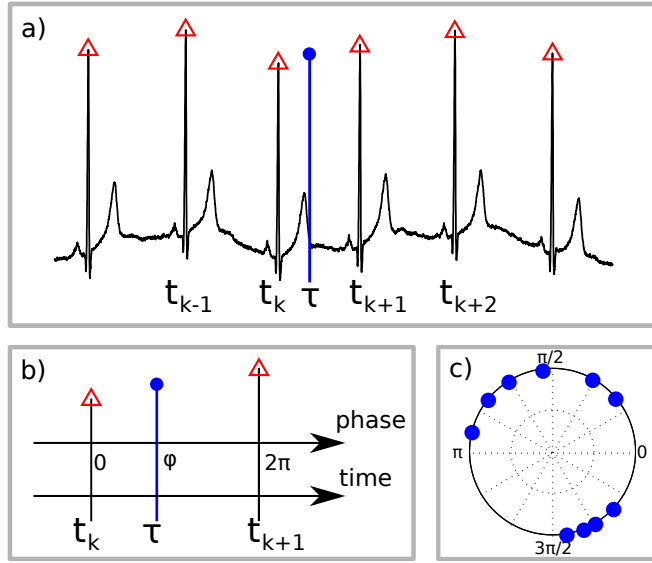 a)
t_{k-1} t_k τ t_{k+1} t_{k+2}
b)
phase
0 φ 2π
time
t_k τ t_{k+1}
c)
π/2
π 0
3π/2